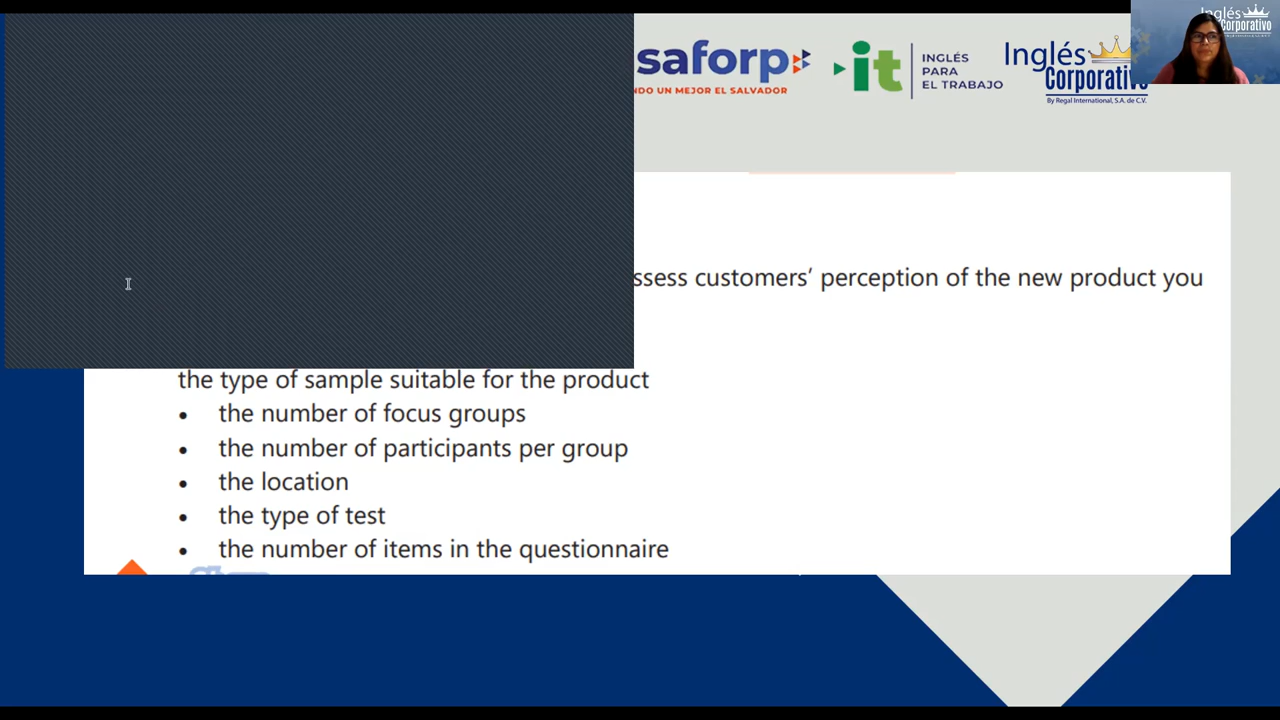 saforp
NDO UN MEJOR EL SALVADOR
it
INGLÉS
PARA
EL TRABAJO
Inglés
Corporativo
By Regal International, S.A. de C.V.
Inglés
Corporativo
ssess customers’ perception of the new product you
the type of sample suitable for the product
• the number of focus groups
• the number of participants per group
• the location
• the type of test
• the number of items in the questionnaire